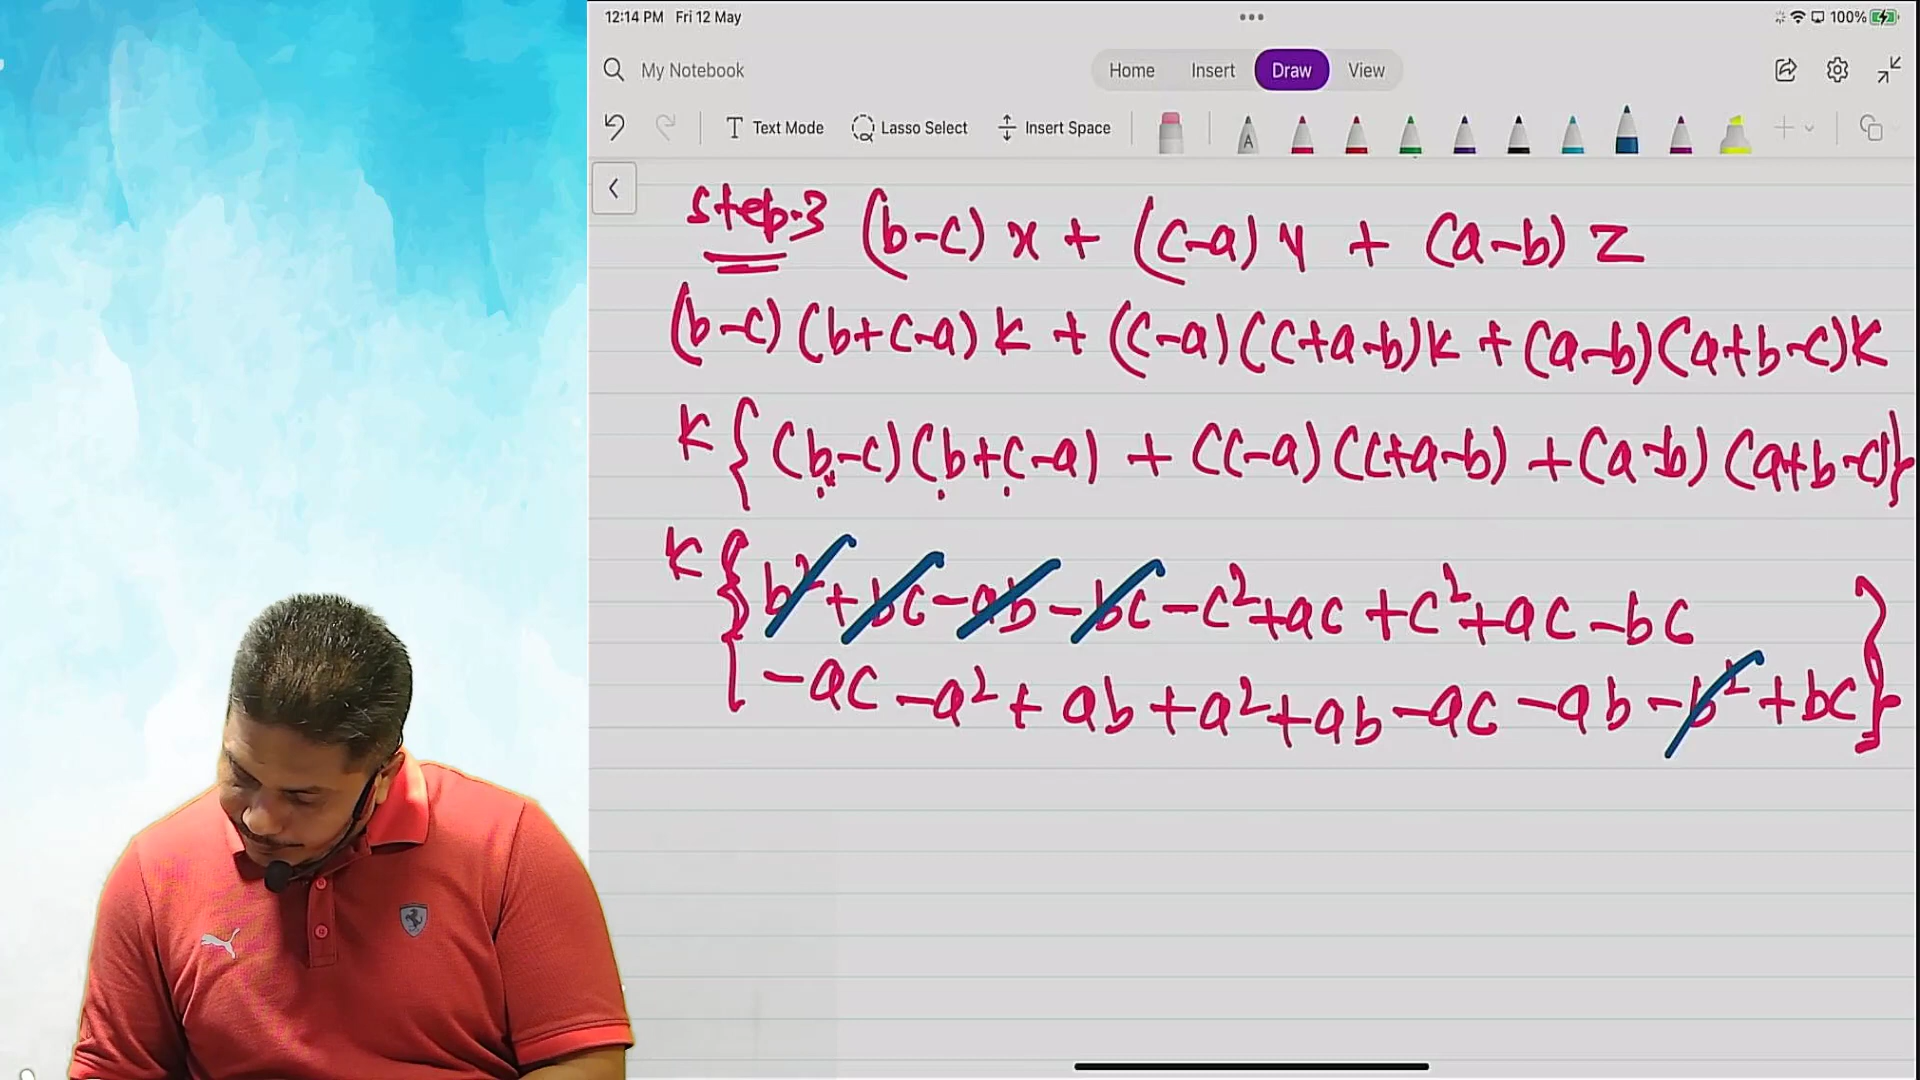 12:14 PM Fri 12 May
100%
My Notebook
Home Insert Draw View
Text Mode Lasso Select Insert Space
A
Step-3 (b-c)x + (c-a)y + (a-b)z
(b-c)(b+c-a)k + (c-a)(c+a-b)k + (a-b)(a+b-c)k
k{(b-c)(b+c-a) + (c-a)(c+a-b) + (a-b)(a+b-c)}
k{b²+bc-ab-bc-c²+ac+c²+ac-bc
-ac-a²+ab+a²+ab-ac-ab-b²+bc}